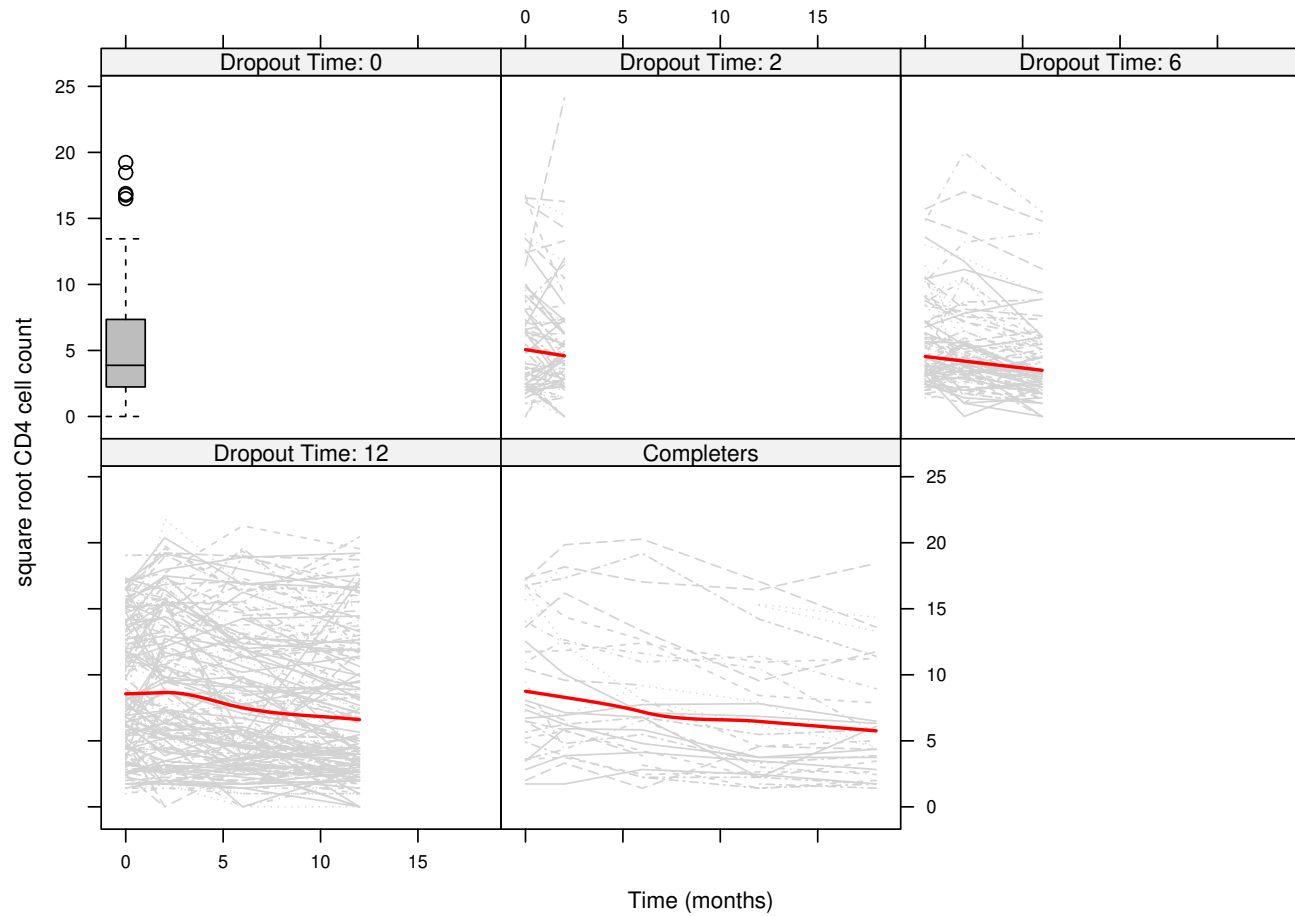 0 5 10 15
Dropout Time: 0 Dropout Time: 2 Dropout Time: 6
25
20
15
10
5
0
square root CD4 cell count
Dropout Time: 12 Completers
25
20
15
10
5
0
0 5 10 15
Time (months)